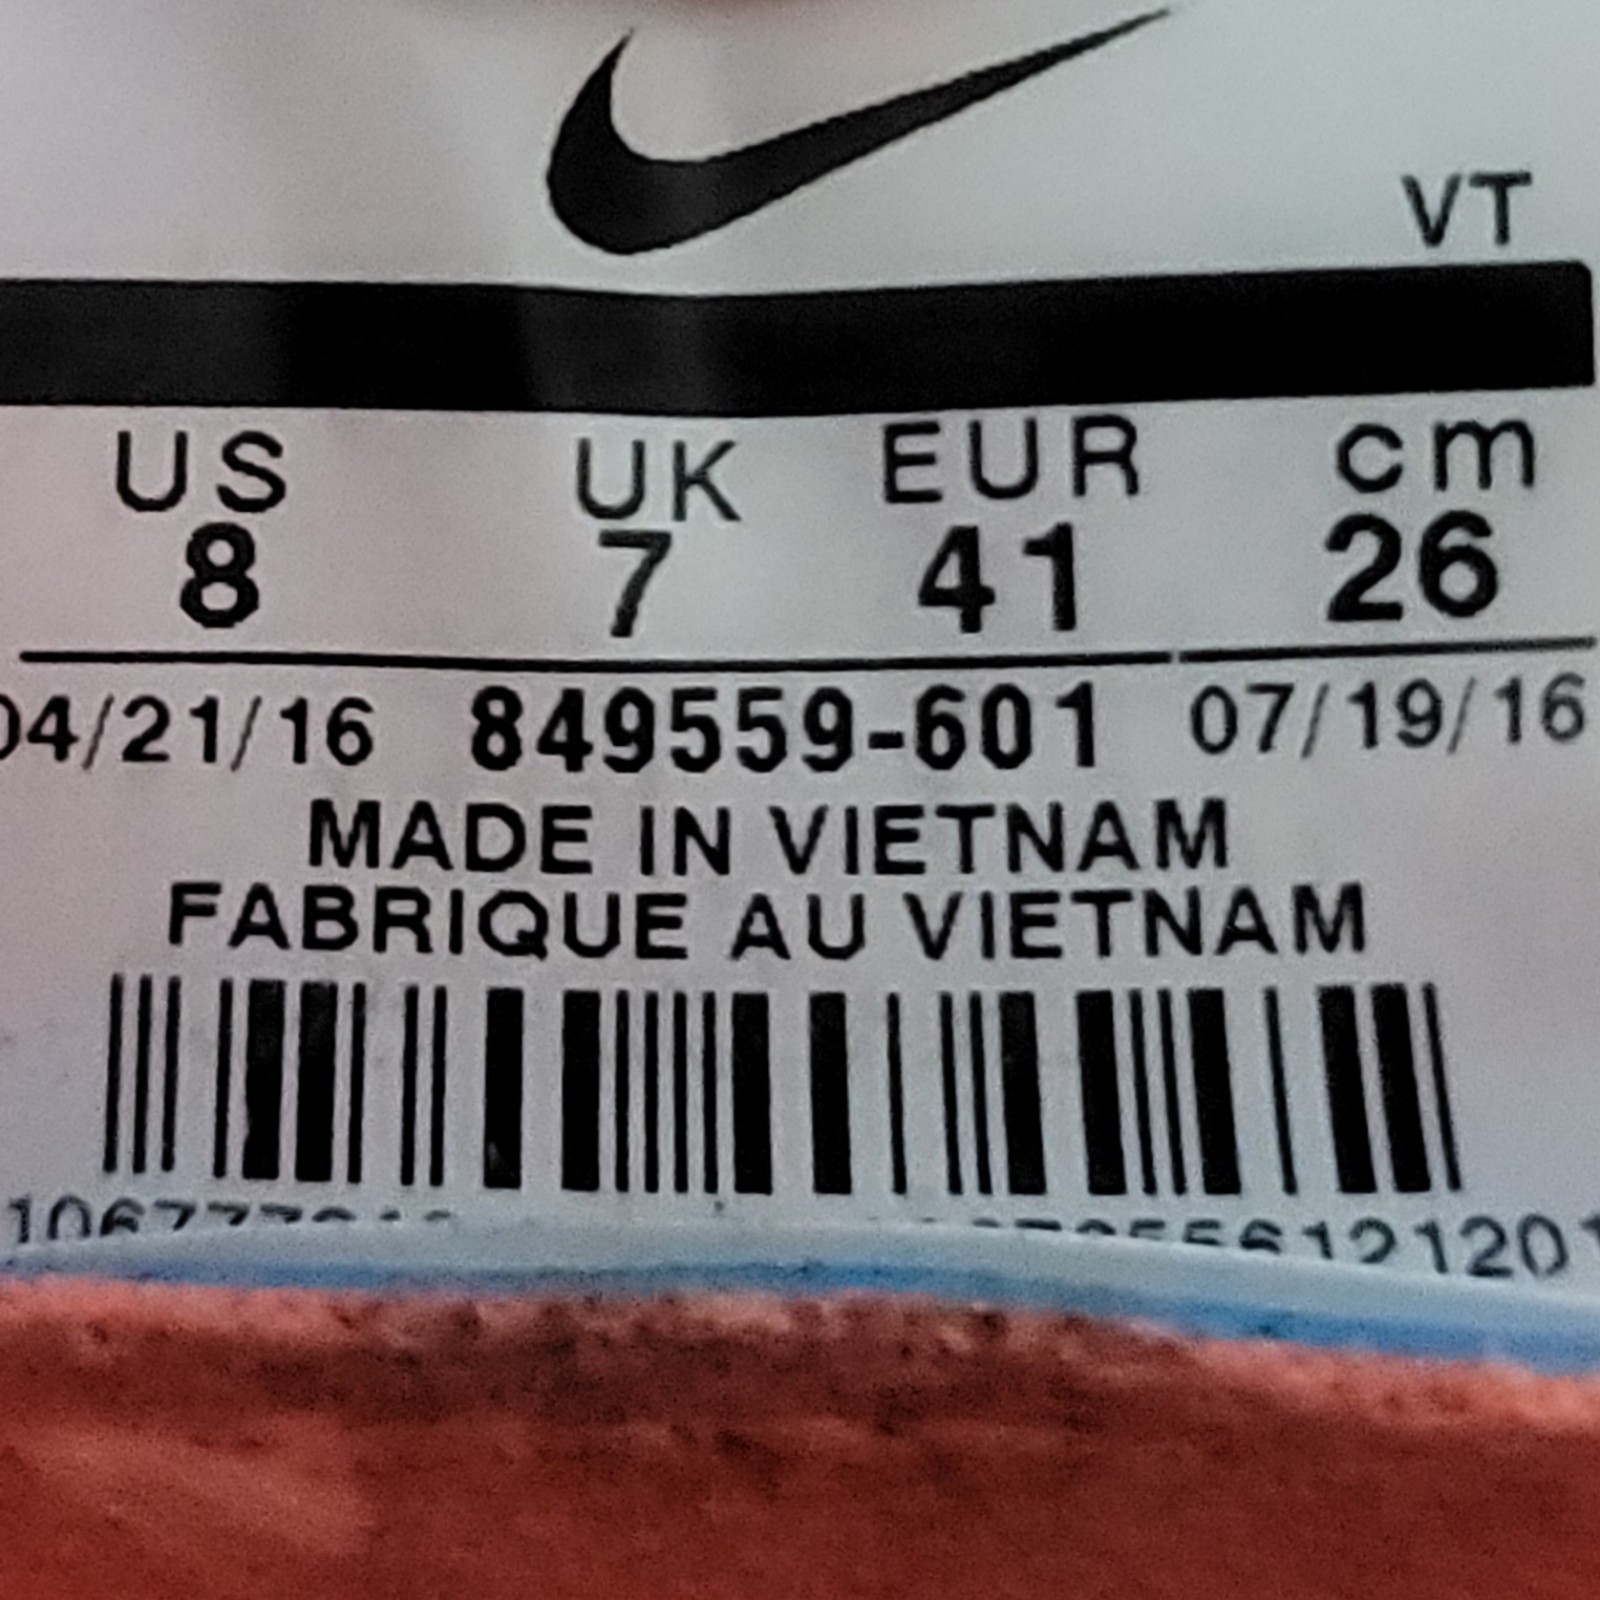 VT
US UK EUR cm
8 7 41 26
04/21/16 849559-601 07/19/16
MADE IN VIETNAM
FABRIQUE AU VIETNAM